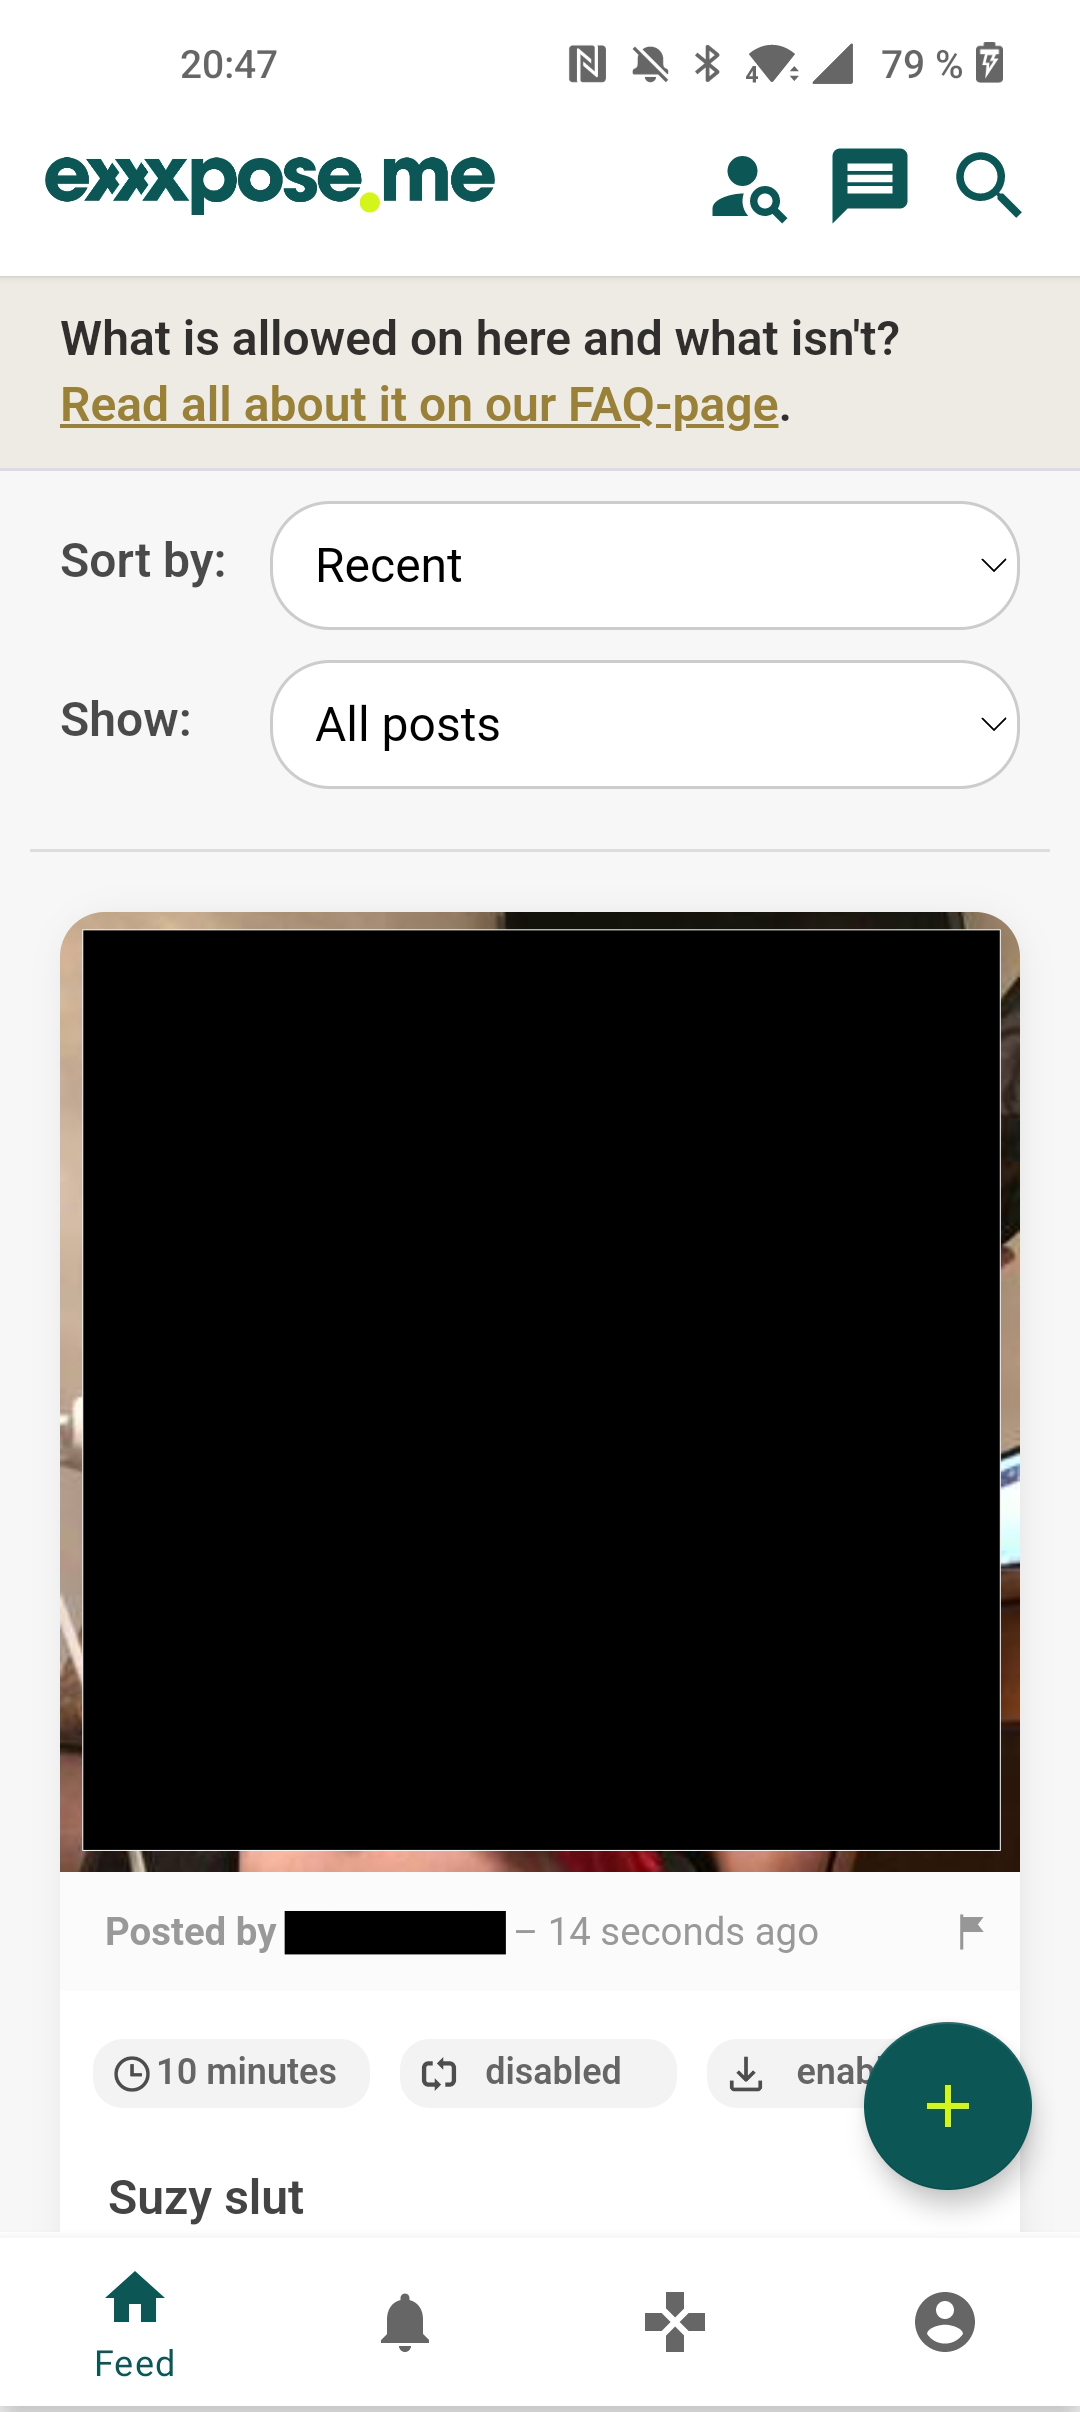 20:47
4
79 %
exxxpose.me
What is allowed on here and what isn't?
Read all about it on our FAQ-page.
Sort by:
Recent
Show:
All posts
Posted by
– 14 seconds ago
10 minutes
disabled
enab
Suzy slut
Feed